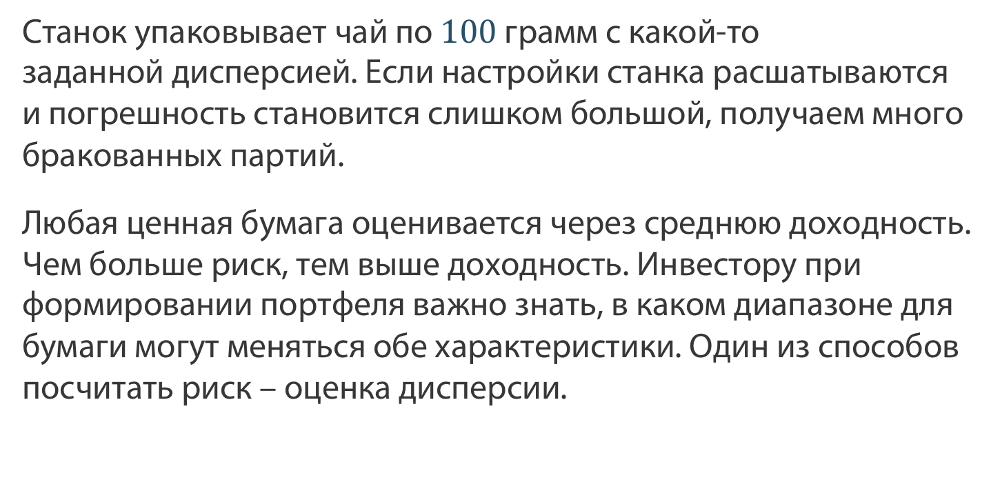 Станок упаковывает чай по 100 грамм с какой-то
заданной дисперсией. Если настройки станка расшатываются
и погрешность становится слишком большой, получаем много
бракованных партий.
Любая ценная бумага оценивается через среднюю доходность.
Чем больше риск, тем выше доходность. Инвестору при
формировании портфеля важно знать, в каком диапазоне для
бумаги могут меняться обе характеристики. Один из способов
посчитать риск – оценка дисперсии.